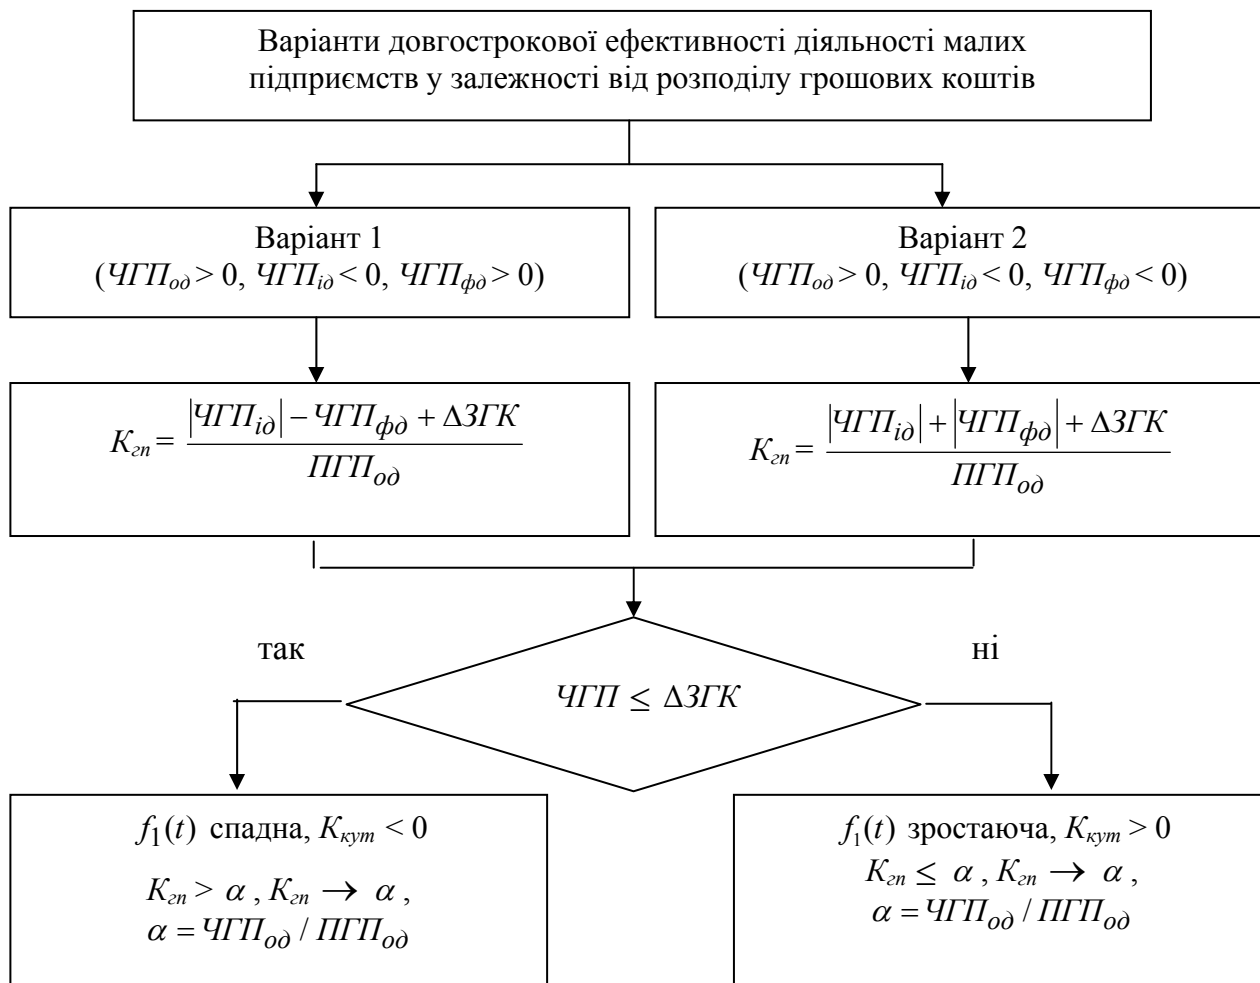 Варіанти довгострокової ефективності діяльності малих
підприємств у залежності від розподілу грошових коштів
Варіант 1
(ЧГП_од > 0, ЧГП_ід < 0, ЧГП_фд > 0)
Варіант 2
(ЧГП_од > 0, ЧГП_ід < 0, ЧГП_фд < 0)
К_гп = (|ЧГП_ід| − ЧГП_фд + ΔЗГК) / ПГП_од
К_гп = (|ЧГП_ід| + |ЧГП_фд| + ΔЗГК) / ПГП_од
так
ні
ЧГП ≤ ΔЗГК
f₁(t) спадна, К_кут < 0
К_гп > α , К_гп → α ,
α = ЧГП_од / ПГП_од
f₁(t) зростаюча, К_кут > 0
К_гп ≤ α , К_гп → α ,
α = ЧГП_од / ПГП_од